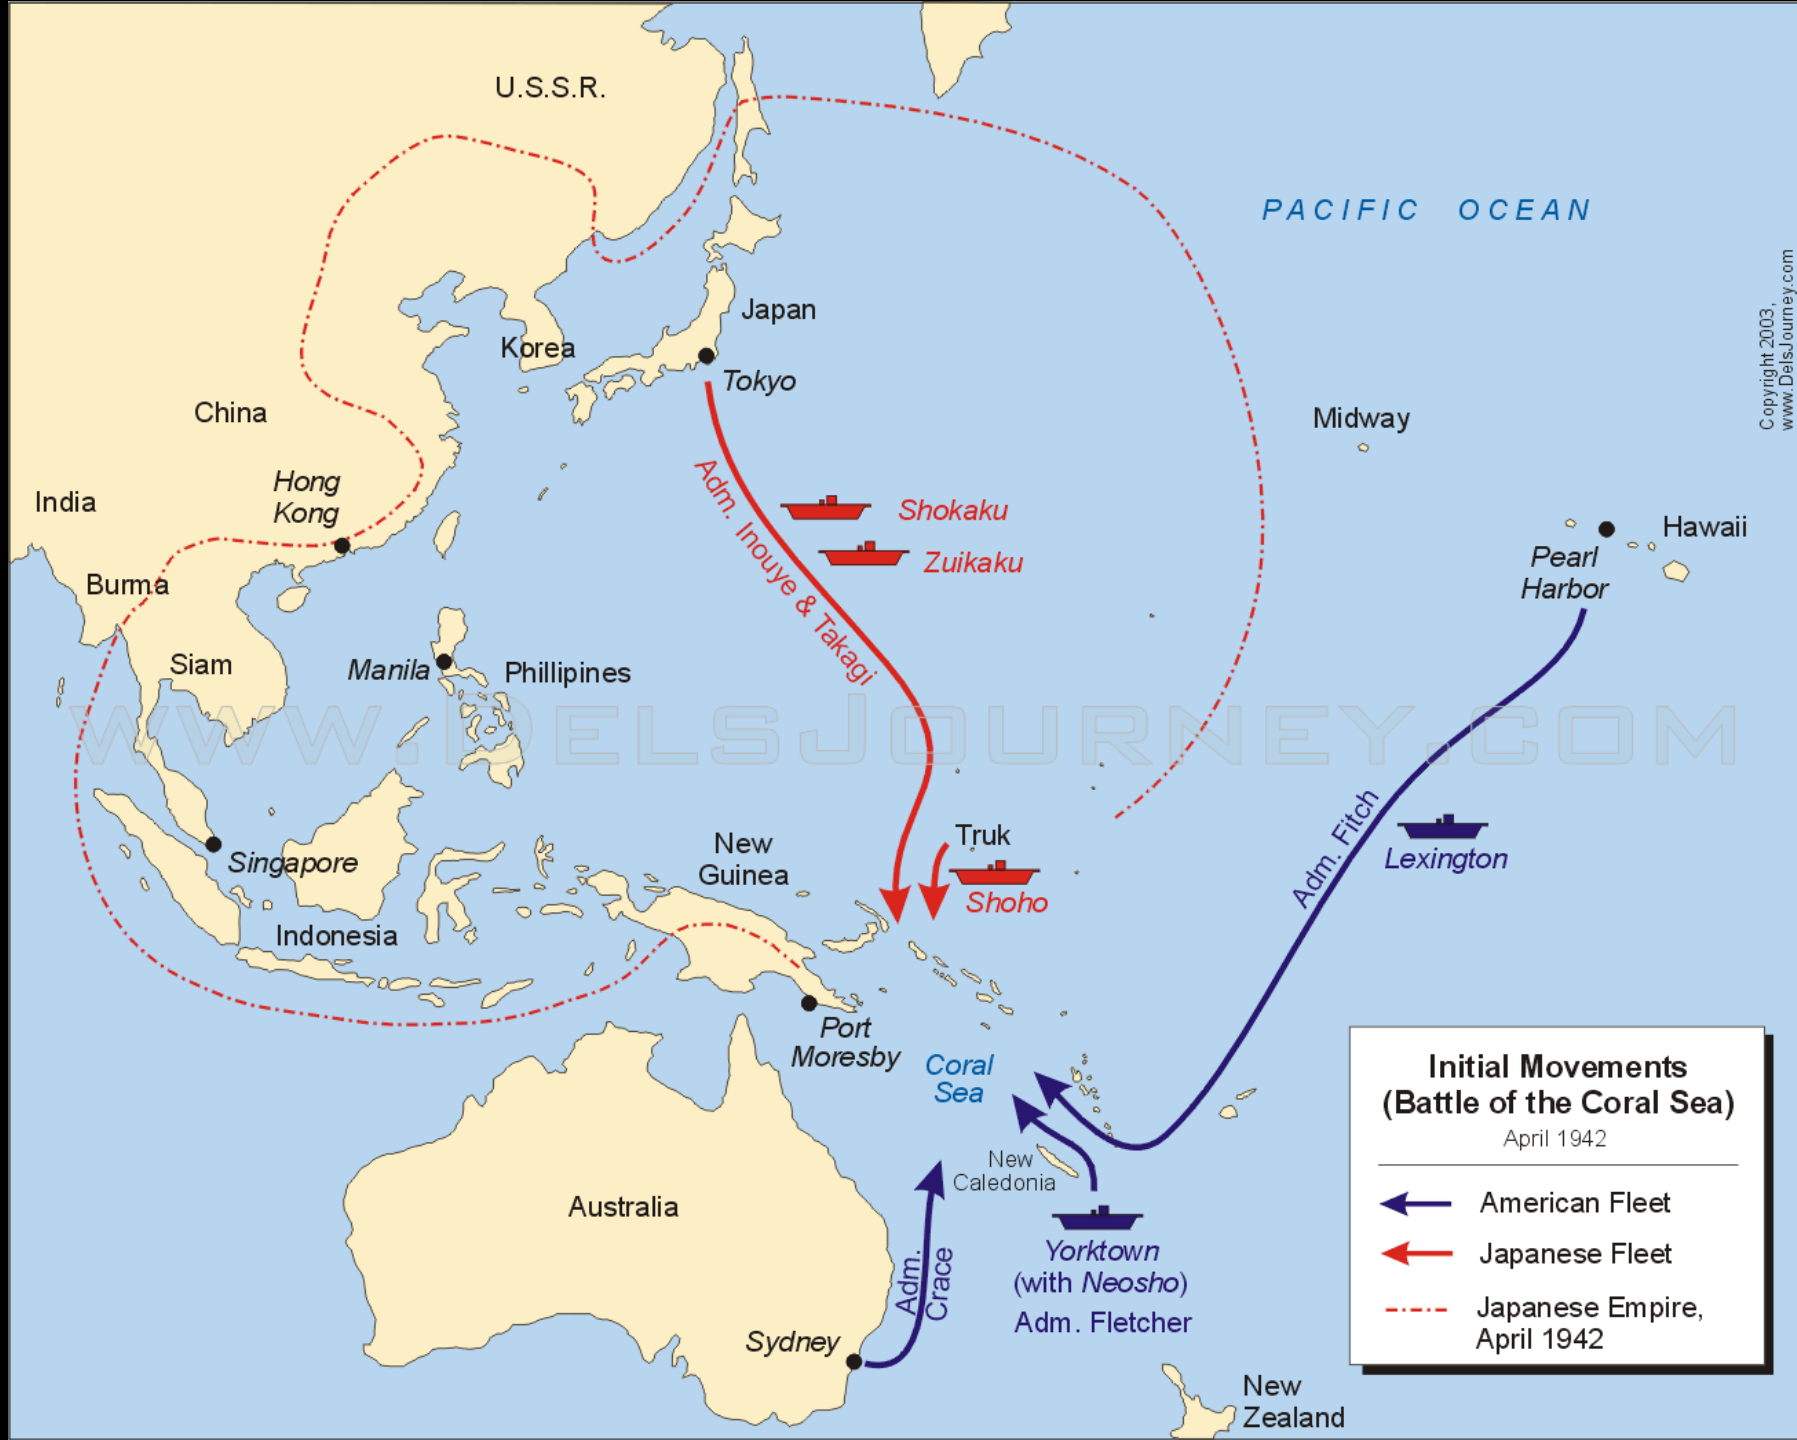 U.S.S.R.
PACIFIC OCEAN
Copyright 2003,
www.DelsJourney.com
Japan
Korea
Tokyo
China
Midway
Hong
Kong
India
Adm. Inouye & Takagi
Shokaku
Zuikaku
Hawaii
Pearl
Harbor
Burma
Siam
Manila
Phillipines
www.DelsJourney.com
Adm. Fitch
Lexington
Truk
Shoho
New
Guinea
Singapore
Indonesia
Port
Moresby
Coral
Sea
New
Caledonia
Australia
Adm.
Crace
Yorktown
(with Neosho)
Adm. Fletcher
Sydney
New
Zealand
Initial Movements
(Battle of the Coral Sea)
April 1942
American Fleet
Japanese Fleet
Japanese Empire,
April 1942